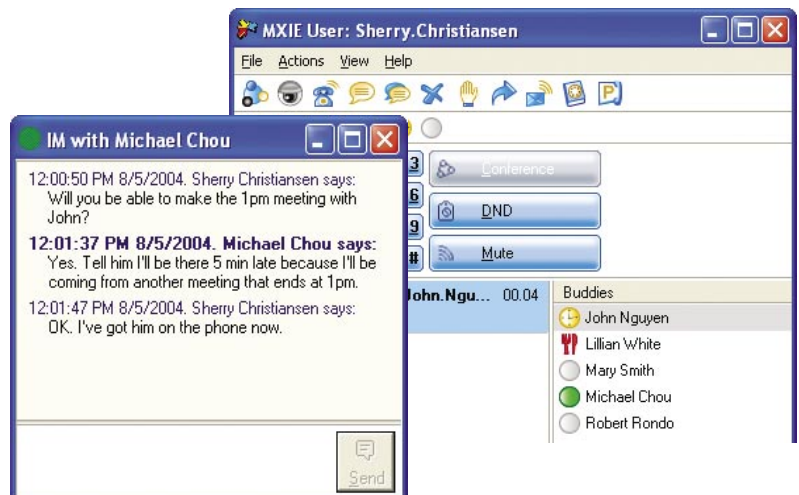 MXIE User: Sherry.Christiansen
File Actions View Help
IM with Michael Chou
12:00:50 PM 8/5/2004. Sherry Christiansen says:
Will you be able to make the 1pm meeting with
John?
12:01:37 PM 8/5/2004. Michael Chou says:
Yes. Tell him I'll be there 5 min late because I'll be
coming from another meeting that ends at 1pm.
12:01:47 PM 8/5/2004. Sherry Christiansen says:
OK. I've got him on the phone now.
Send
3
6
9
#
Conference
DND
Mute
John.Ngu... 00.04
Buddies
John Nguyen
Lillian White
Mary Smith
Michael Chou
Robert Rondo
P